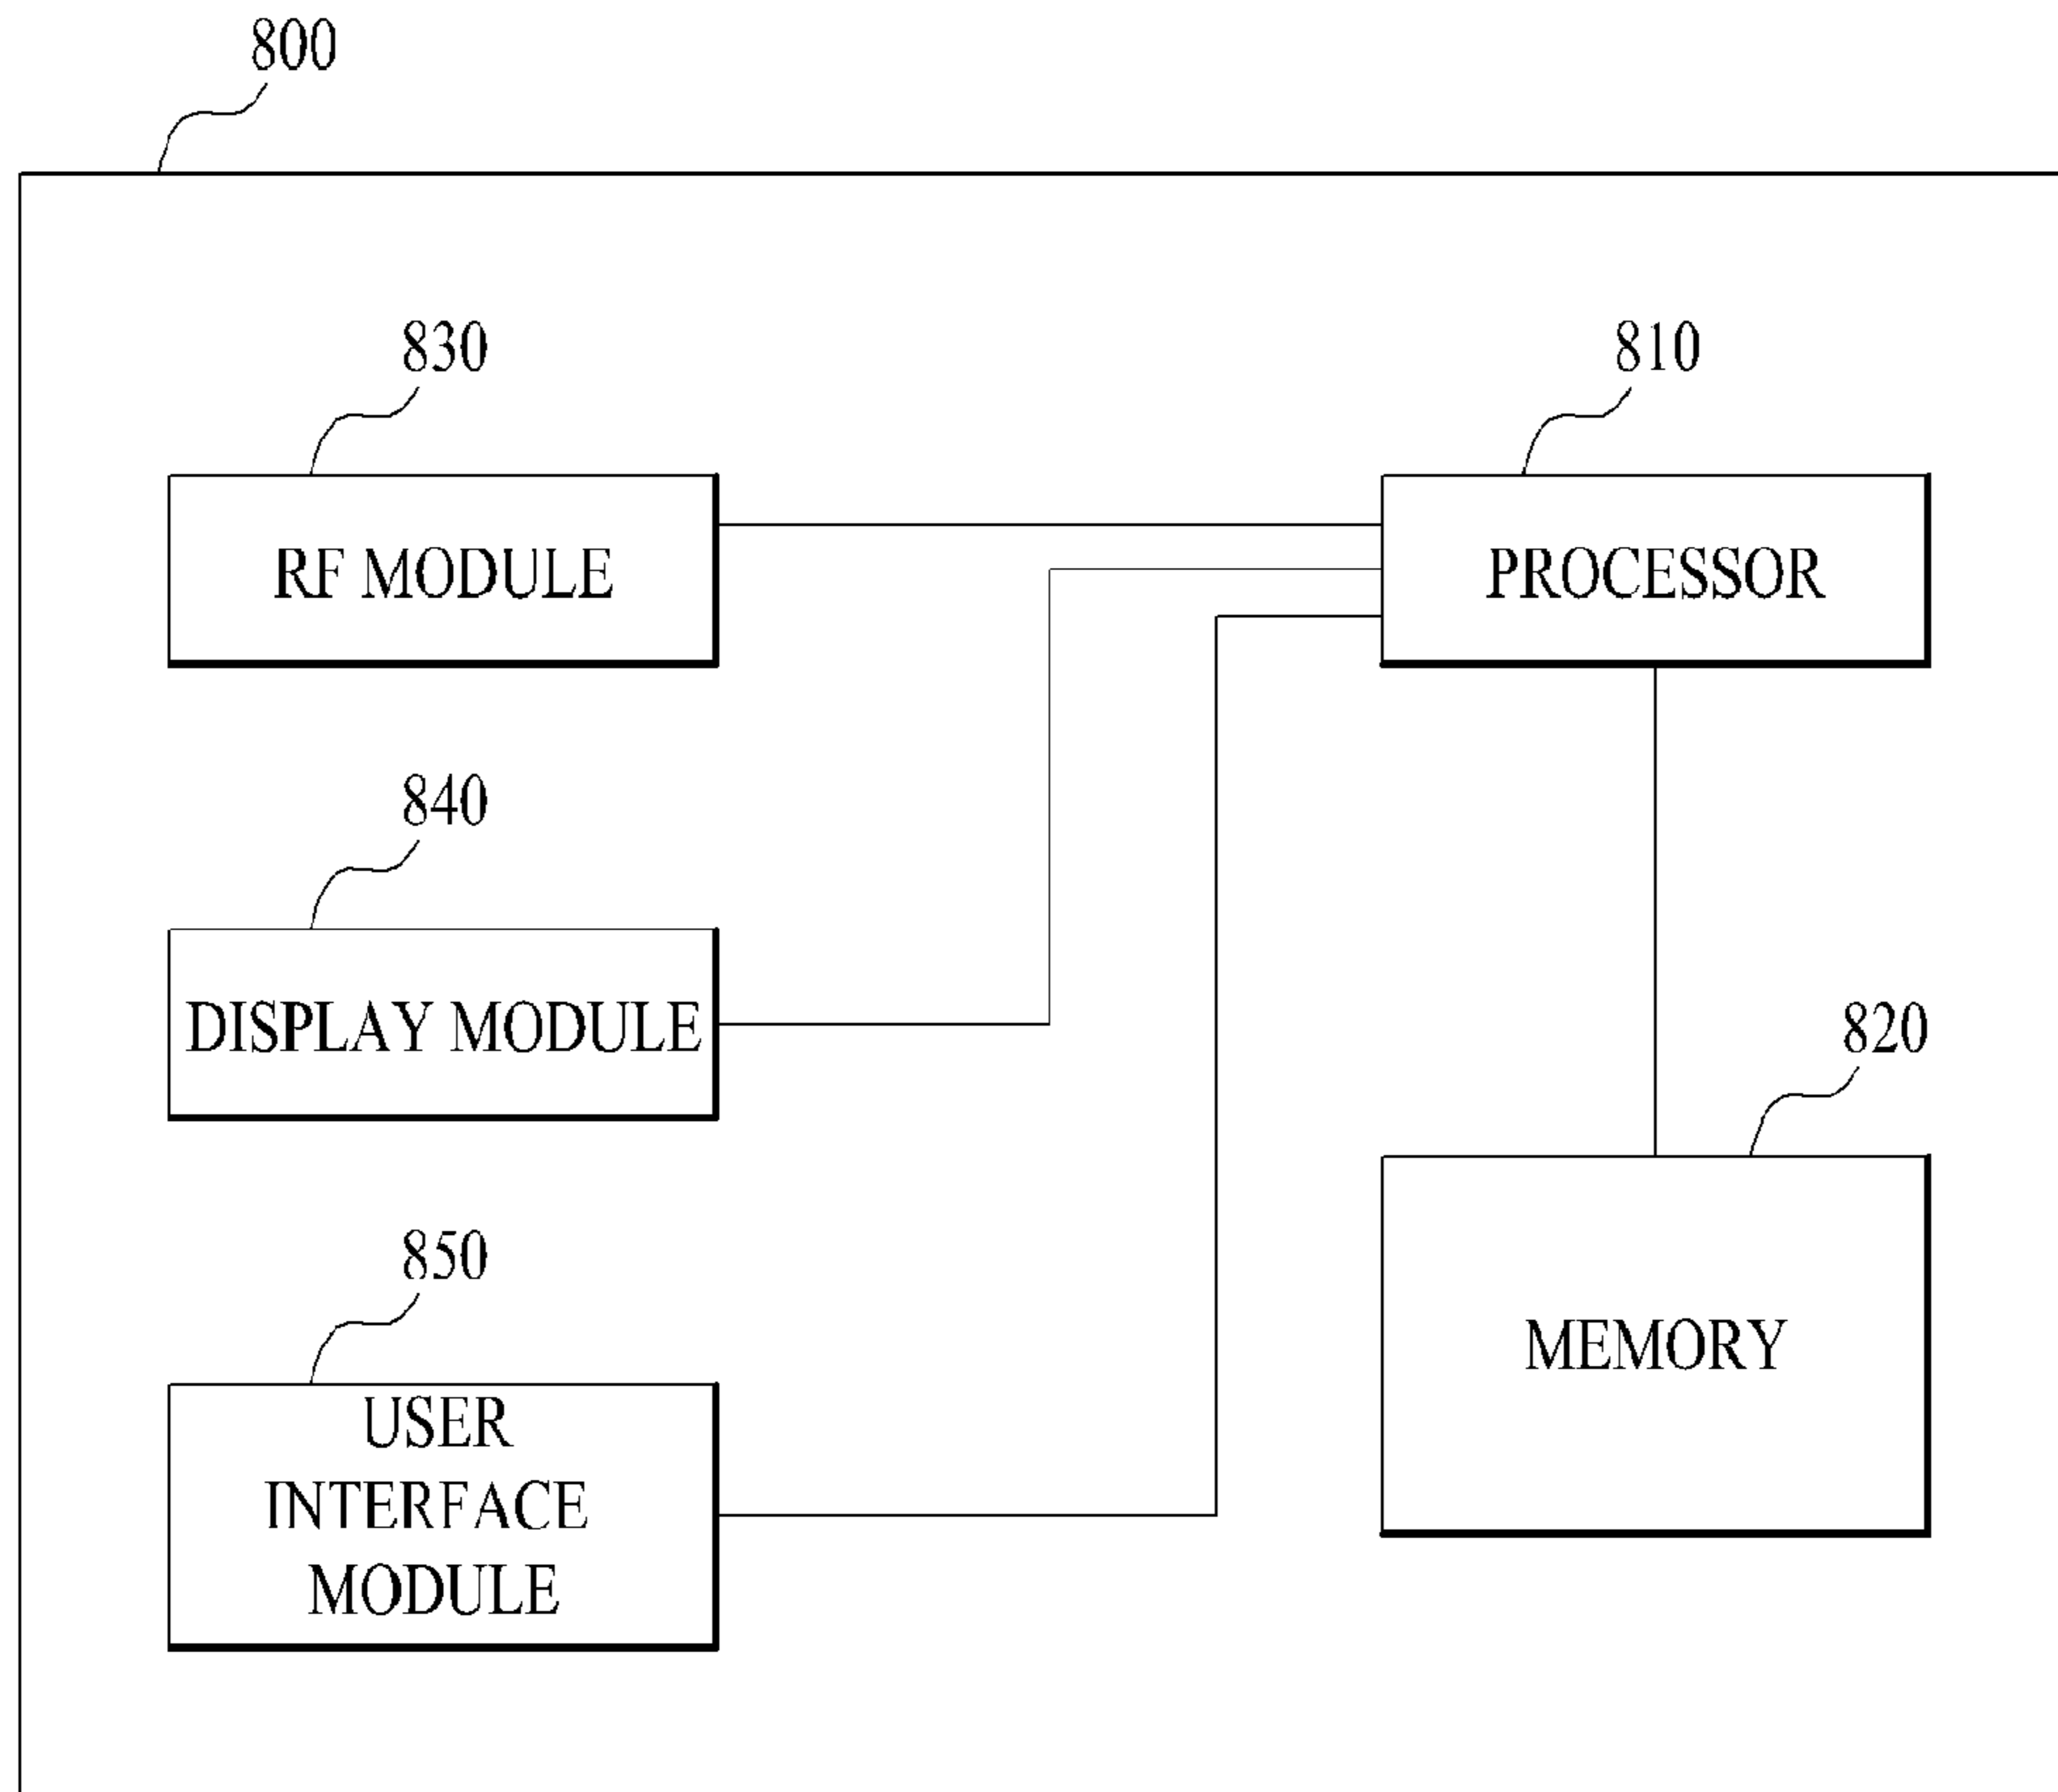 800
830
810
RF MODULE
PROCESSOR
840
DISPLAY MODULE
820
850
MEMORY
USER
INTERFACE
MODULE